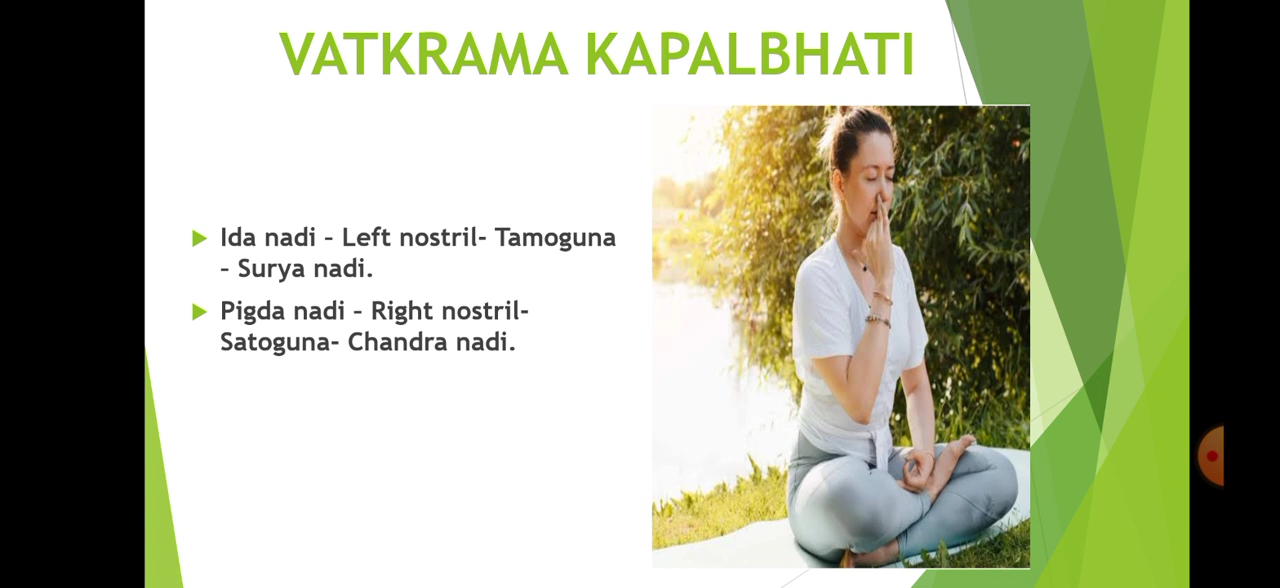 VATKRAMA KAPALBHATI
Ida nadi – Left nostril- Tamoguna
– Surya nadi.
Pigda nadi – Right nostril-
Satoguna- Chandra nadi.